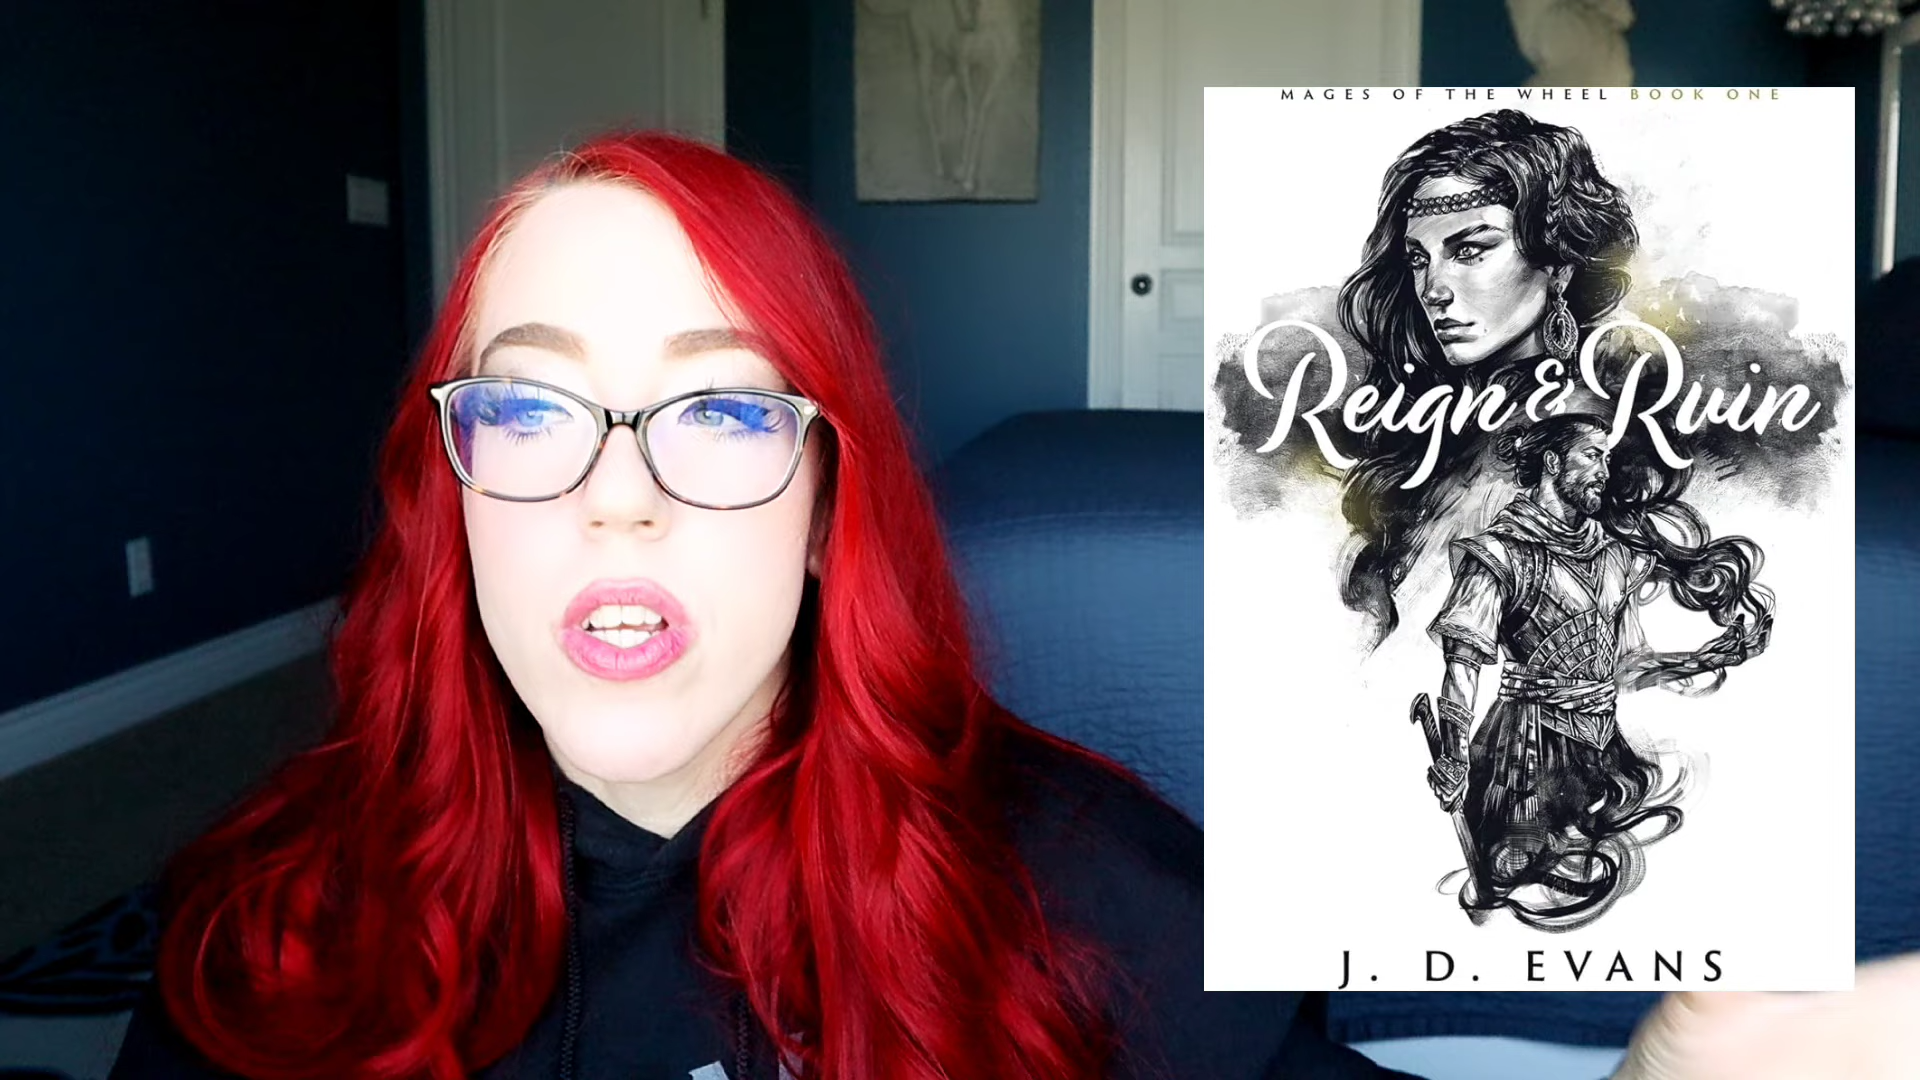 MAGES OF THE WHEEL BOOK ONE
Reign & Ruin
J. D. EVANS